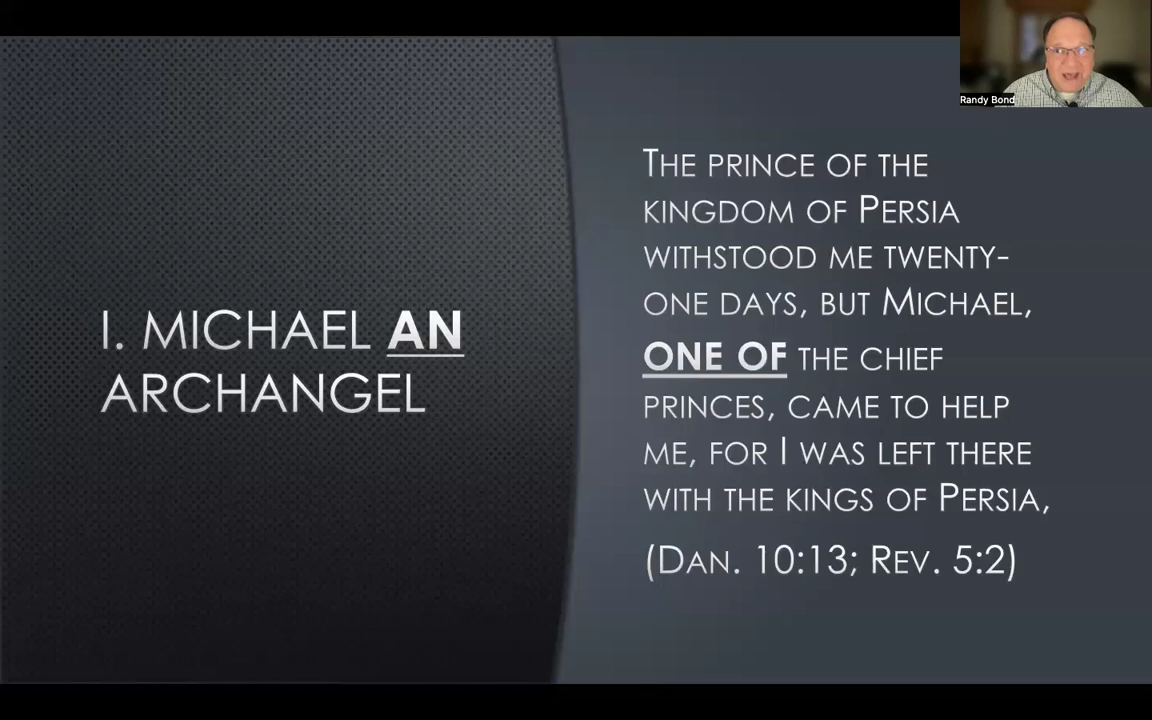 Randy Bond
I. MICHAEL AN
ARCHANGEL
THE PRINCE OF THE
KINGDOM OF PERSIA
WITHSTOOD ME TWENTY-
ONE DAYS, BUT MICHAEL,
ONE OF THE CHIEF
PRINCES, CAME TO HELP
ME, FOR I WAS LEFT THERE
WITH THE KINGS OF PERSIA,
(DAN. 10:13; REV. 5:2)